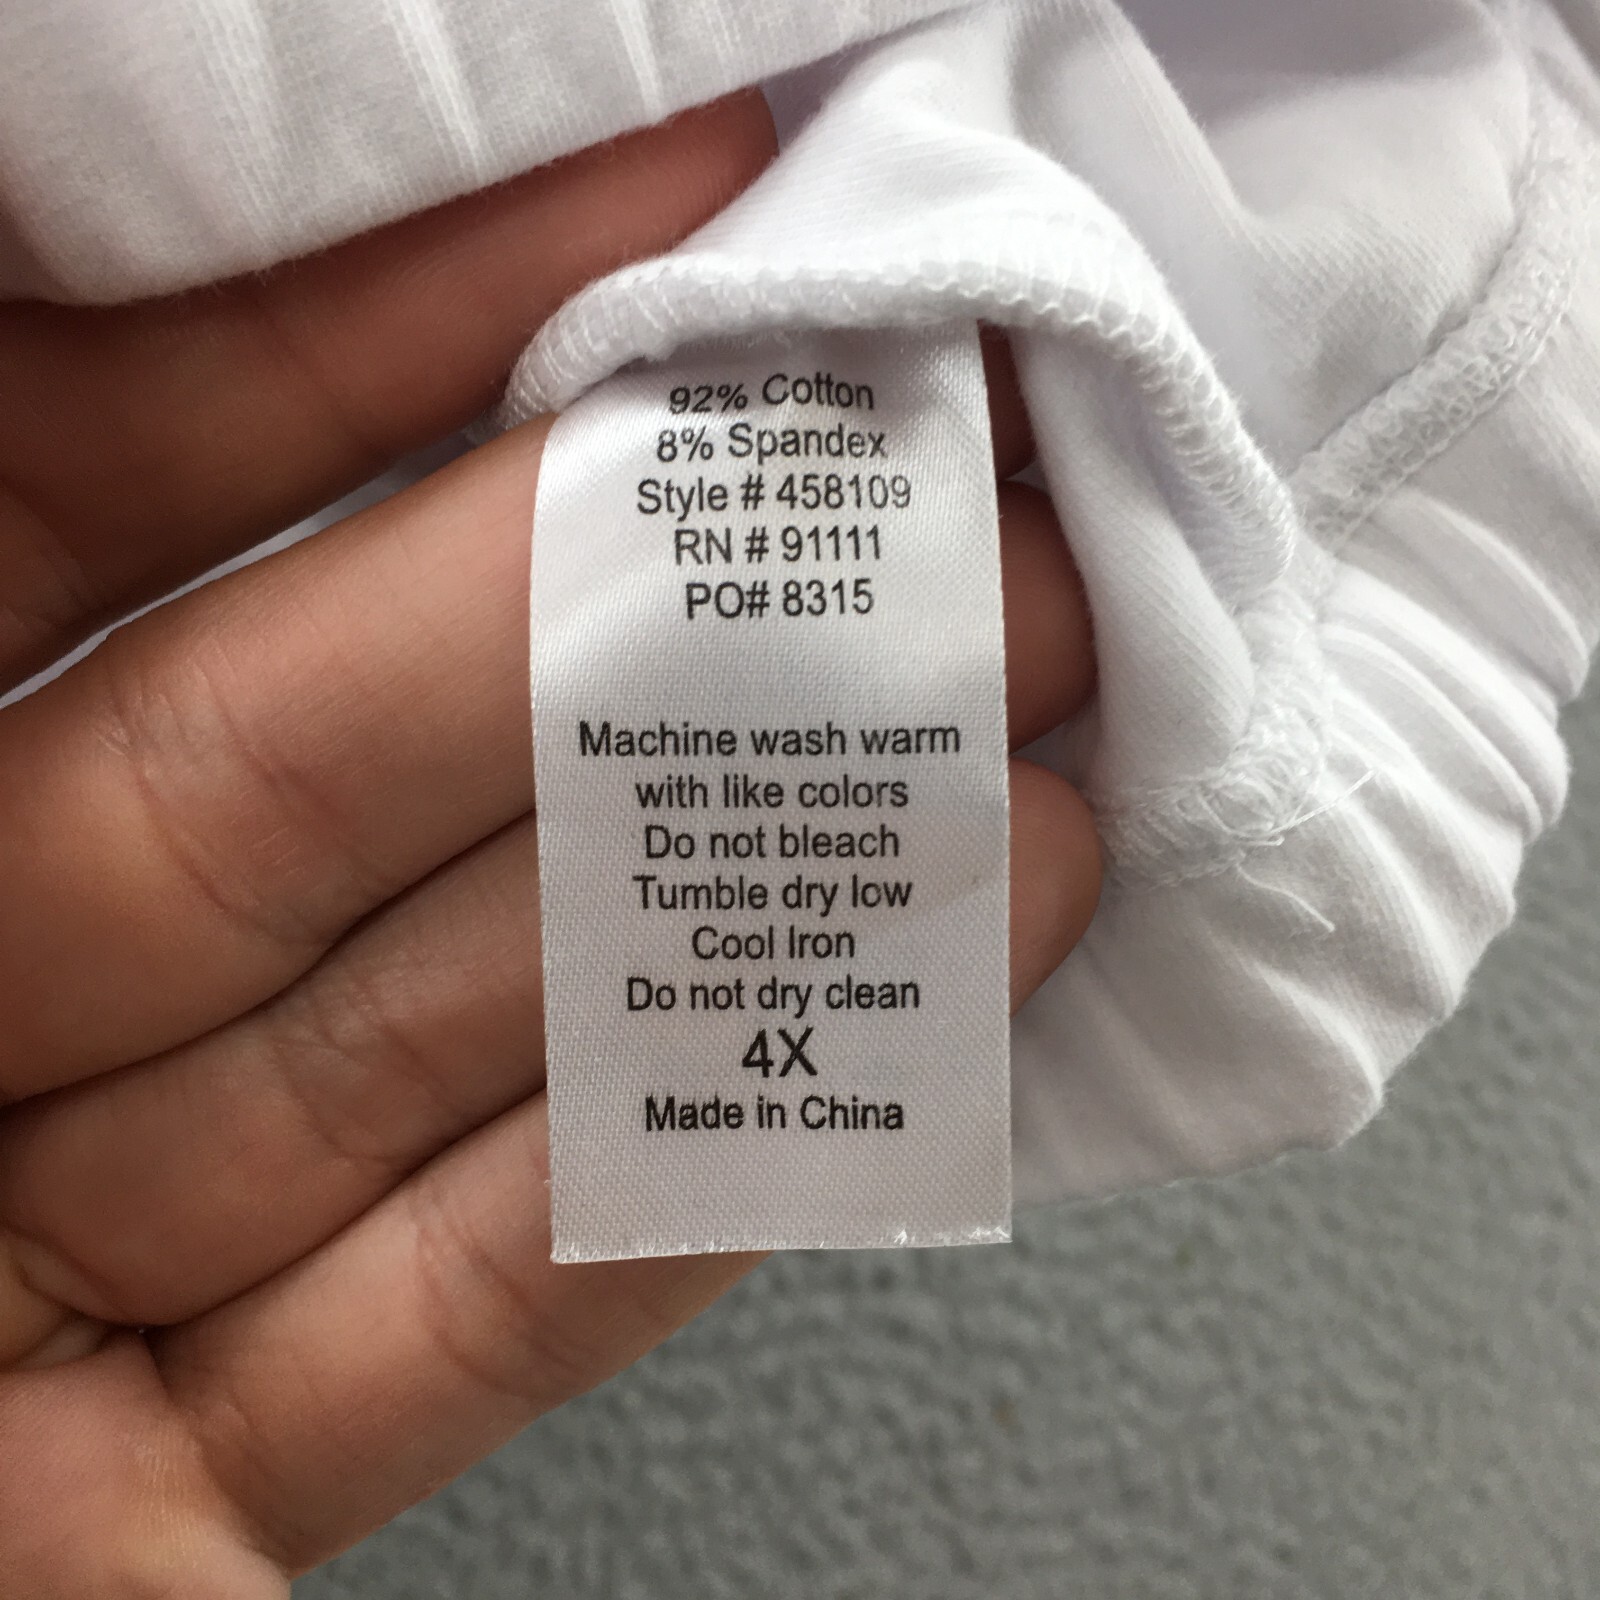 92% Cotton
8% Spandex
Style # 458109
RN # 91111
PO# 8315
Machine wash warm
with like colors
Do not bleach
Tumble dry low
Cool Iron
Do not dry clean
4X
Made in China